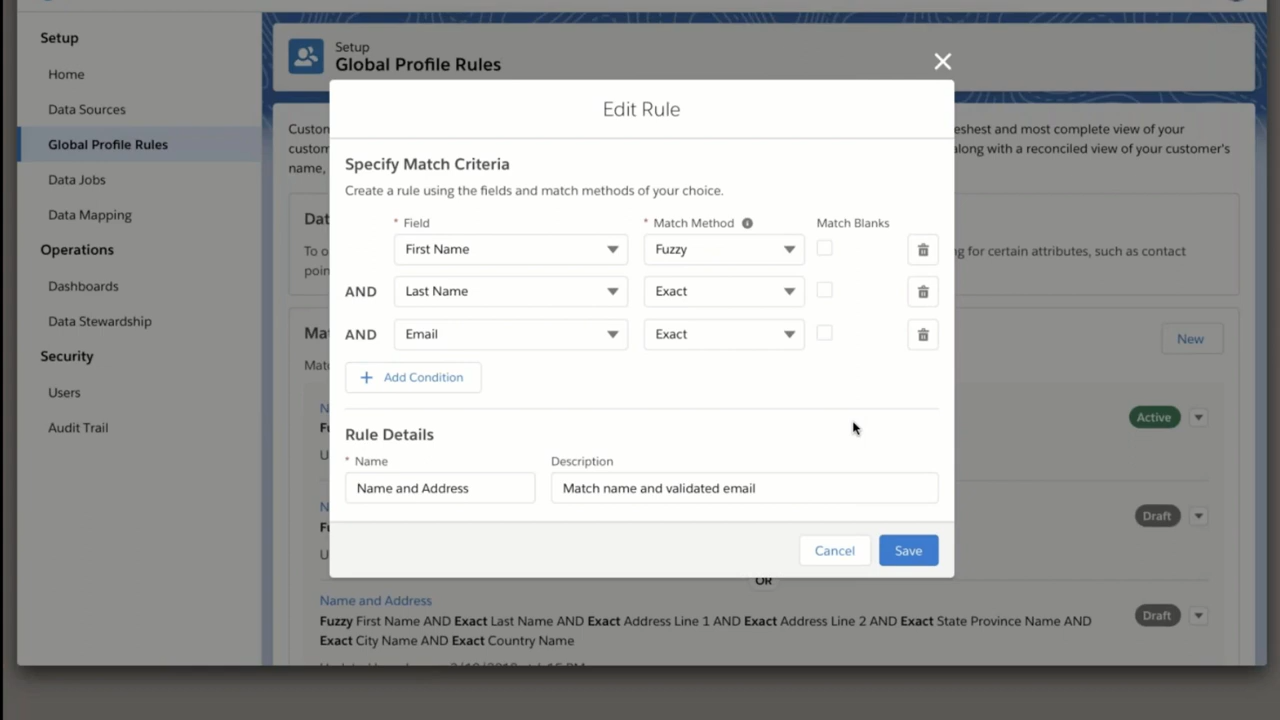 Setup
Home
Data Sources
Global Profile Rules
Data Jobs
Data Mapping
Operations
Dashboards
Data Stewardship
Security
Users
Audit Trail
Setup
Global Profile Rules
Custom
eshest and most complete view of your
custom
along with a reconciled view of your customer's
name,
Dat
To o
g for certain attributes, such as contact
poin
Mat
New
Matc
N
Fu
Active
U
N
Fu
Draft
U
OR
Name and Address
Fuzzy First Name AND Exact Last Name AND Exact Address Line 1 AND Exact Address Line 2 AND Exact State Province Name AND
Exact City Name AND Exact Country Name
Draft
Edit Rule
Specify Match Criteria
Create a rule using the fields and match methods of your choice.
* Field * Match Method Match Blanks
First Name Fuzzy
AND Last Name Exact
AND Email Exact
+ Add Condition
Rule Details
* Name Description
Name and Address Match name and validated email
Cancel Save